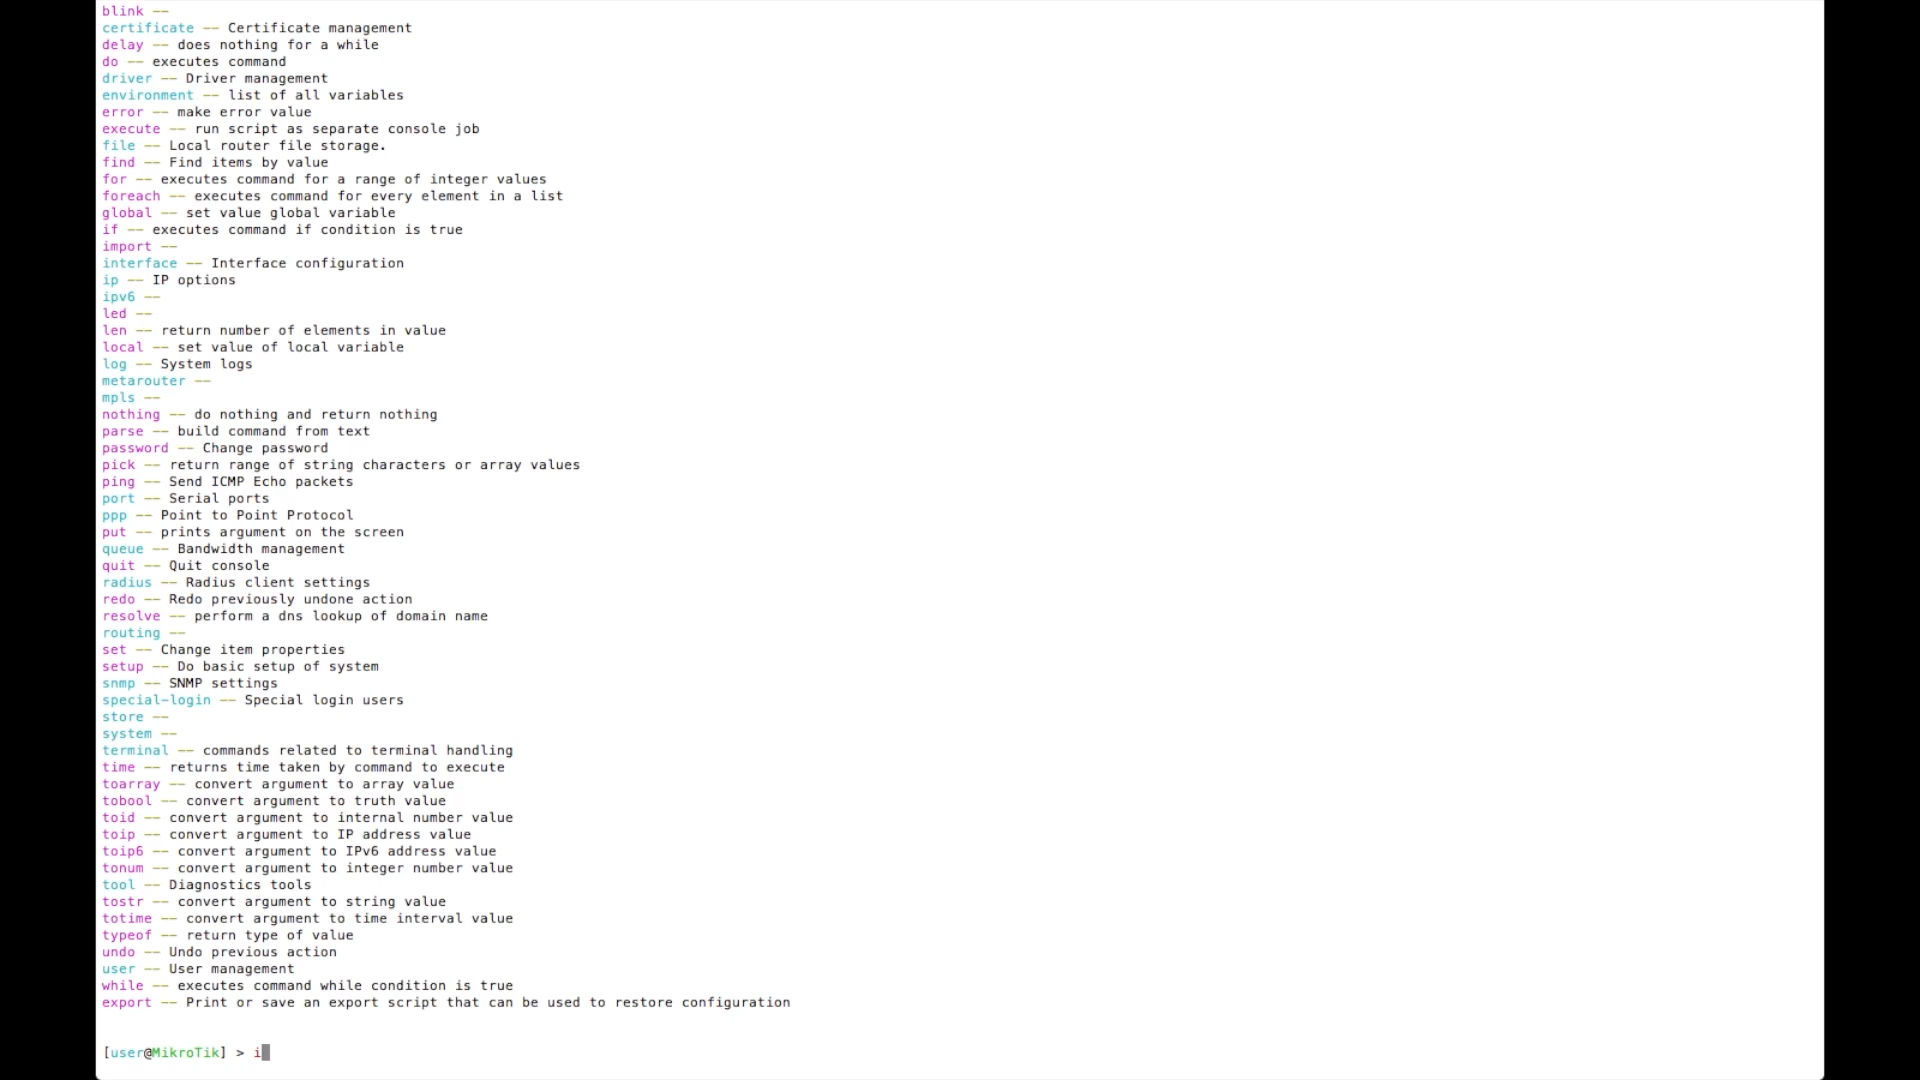 blink --
certificate -- Certificate management
delay -- does nothing for a while
do -- executes command
driver -- Driver management
environment -- list of all variables
error -- make error value
execute -- run script as separate console job
file -- Local router file storage.
find -- Find items by value
for -- executes command for a range of integer values
foreach -- executes command for every element in a list
global -- set value global variable
if -- executes command if condition is true
import --
interface -- Interface configuration
ip -- IP options
ipv6 --
led --
len -- return number of elements in value
local -- set value of local variable
log -- System logs
metarouter --
mpls --
nothing -- do nothing and return nothing
parse -- build command from text
password -- Change password
pick -- return range of string characters or array values
ping -- Send ICMP Echo packets
port -- Serial ports
ppp -- Point to Point Protocol
put -- prints argument on the screen
queue -- Bandwidth management
quit -- Quit console
radius -- Radius client settings
redo -- Redo previously undone action
resolve -- perform a dns lookup of domain name
routing --
set -- Change item properties
setup -- Do basic setup of system
snmp -- SNMP settings
special-login -- Special login users
store --
system --
terminal -- commands related to terminal handling
time -- returns time taken by command to execute
toarray -- convert argument to array value
tobool -- convert argument to truth value
toid -- convert argument to internal number value
toip -- convert argument to IP address value
toip6 -- convert argument to IPv6 address value
tonum -- convert argument to integer number value
tool -- Diagnostics tools
tostr -- convert argument to string value
totime -- convert argument to time interval value
typeof -- return type of value
undo -- Undo previous action
user -- User management
while -- executes command while condition is true
export -- Print or save an export script that can be used to restore configuration
[user@MikroTik] > i